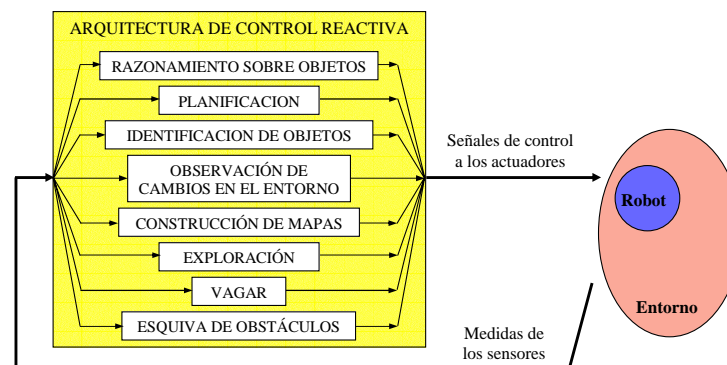 ARQUITECTURA DE CONTROL REACTIVA
RAZONAMIENTO SOBRE OBJETOS
PLANIFICACION
IDENTIFICACION DE OBJETOS
OBSERVACIÓN DE
CAMBIOS EN EL ENTORNO
CONSTRUCCIÓN DE MAPAS
EXPLORACIÓN
VAGAR
ESQUIVA DE OBSTÁCULOS
Señales de control
a los actuadores
Robot
Entorno
Medidas de
los sensores